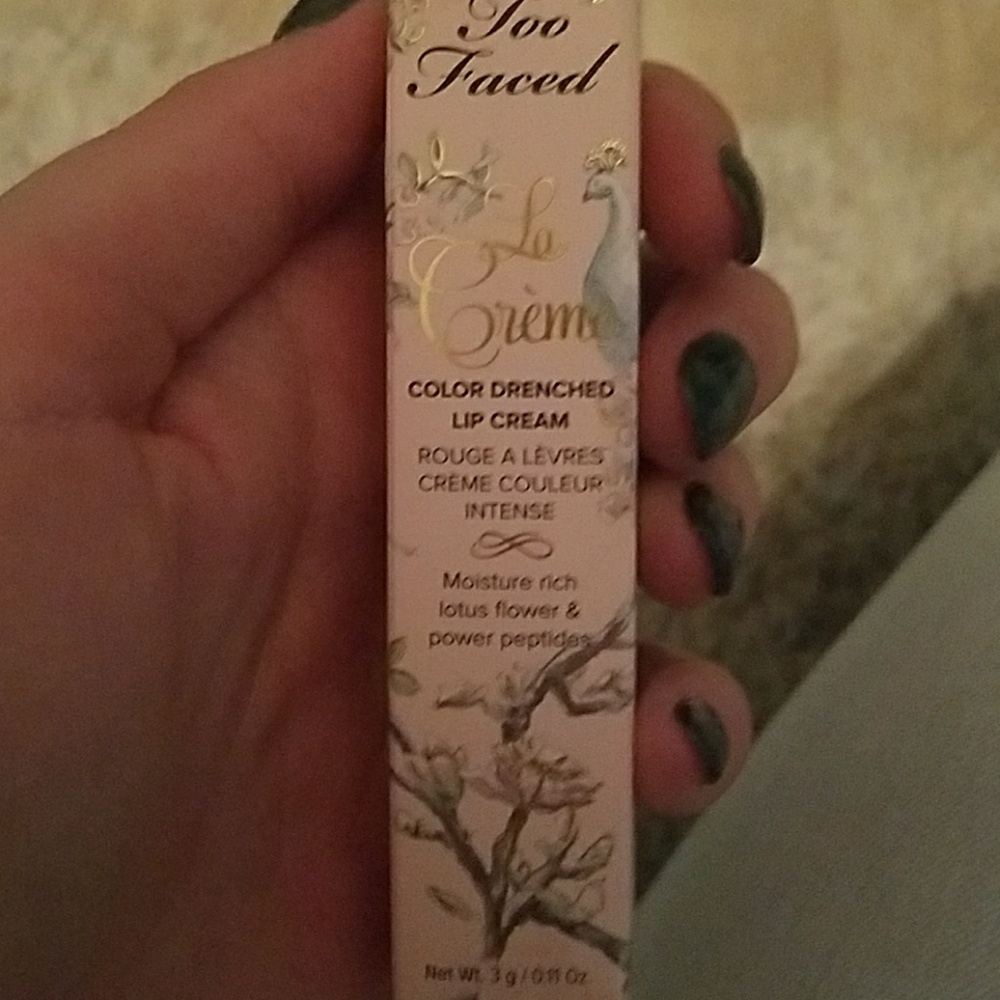 Too
Faced
La
Crème
COLOR DRENCHED
LIP CREAM
ROUGE A LÈVRES
CRÈME COULEUR
INTENSE
Moisture rich
lotus flower &
power peptides
Net Wt. 3 g / 0.11 Oz